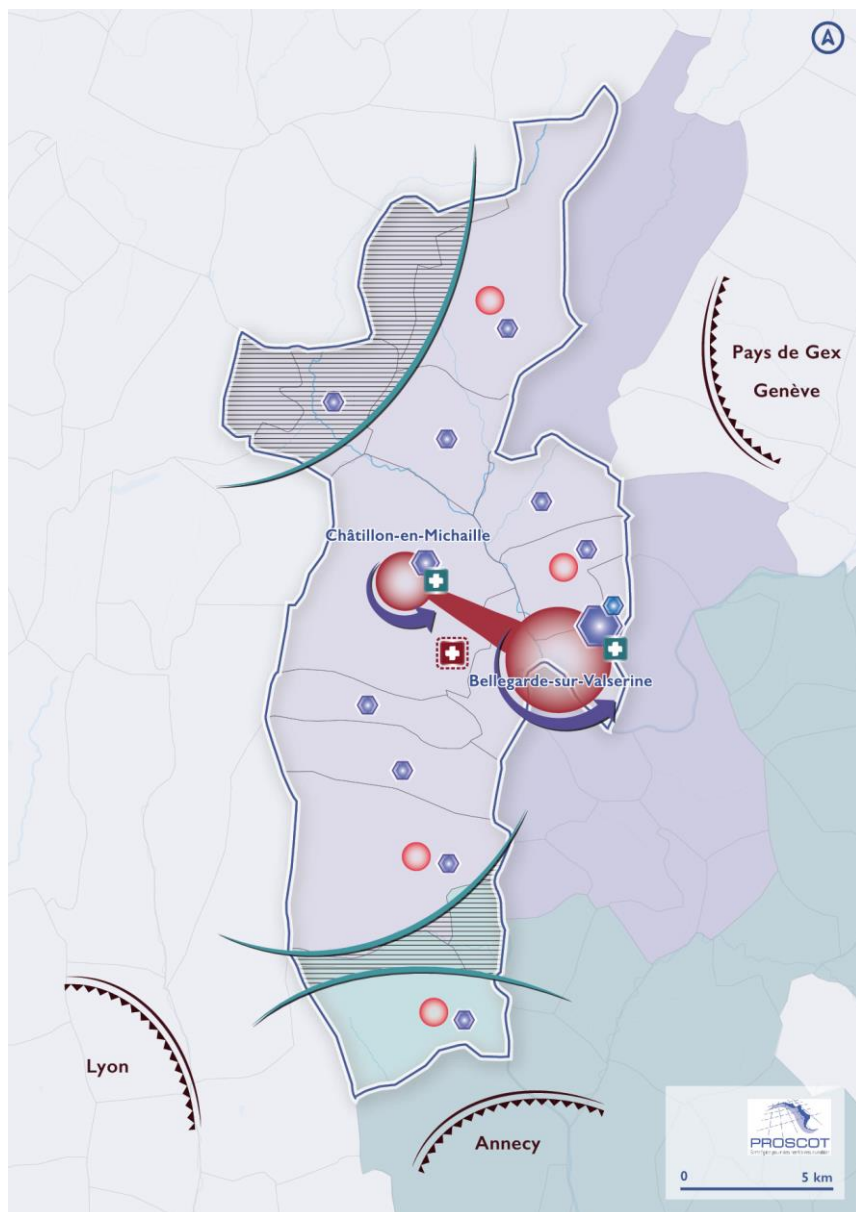 A
Pays de Gex
Genève
Châtillon-en-Michaille
Bellegarde-sur-Valserine
Lyon
Annecy
PROSCOT
0 5 km